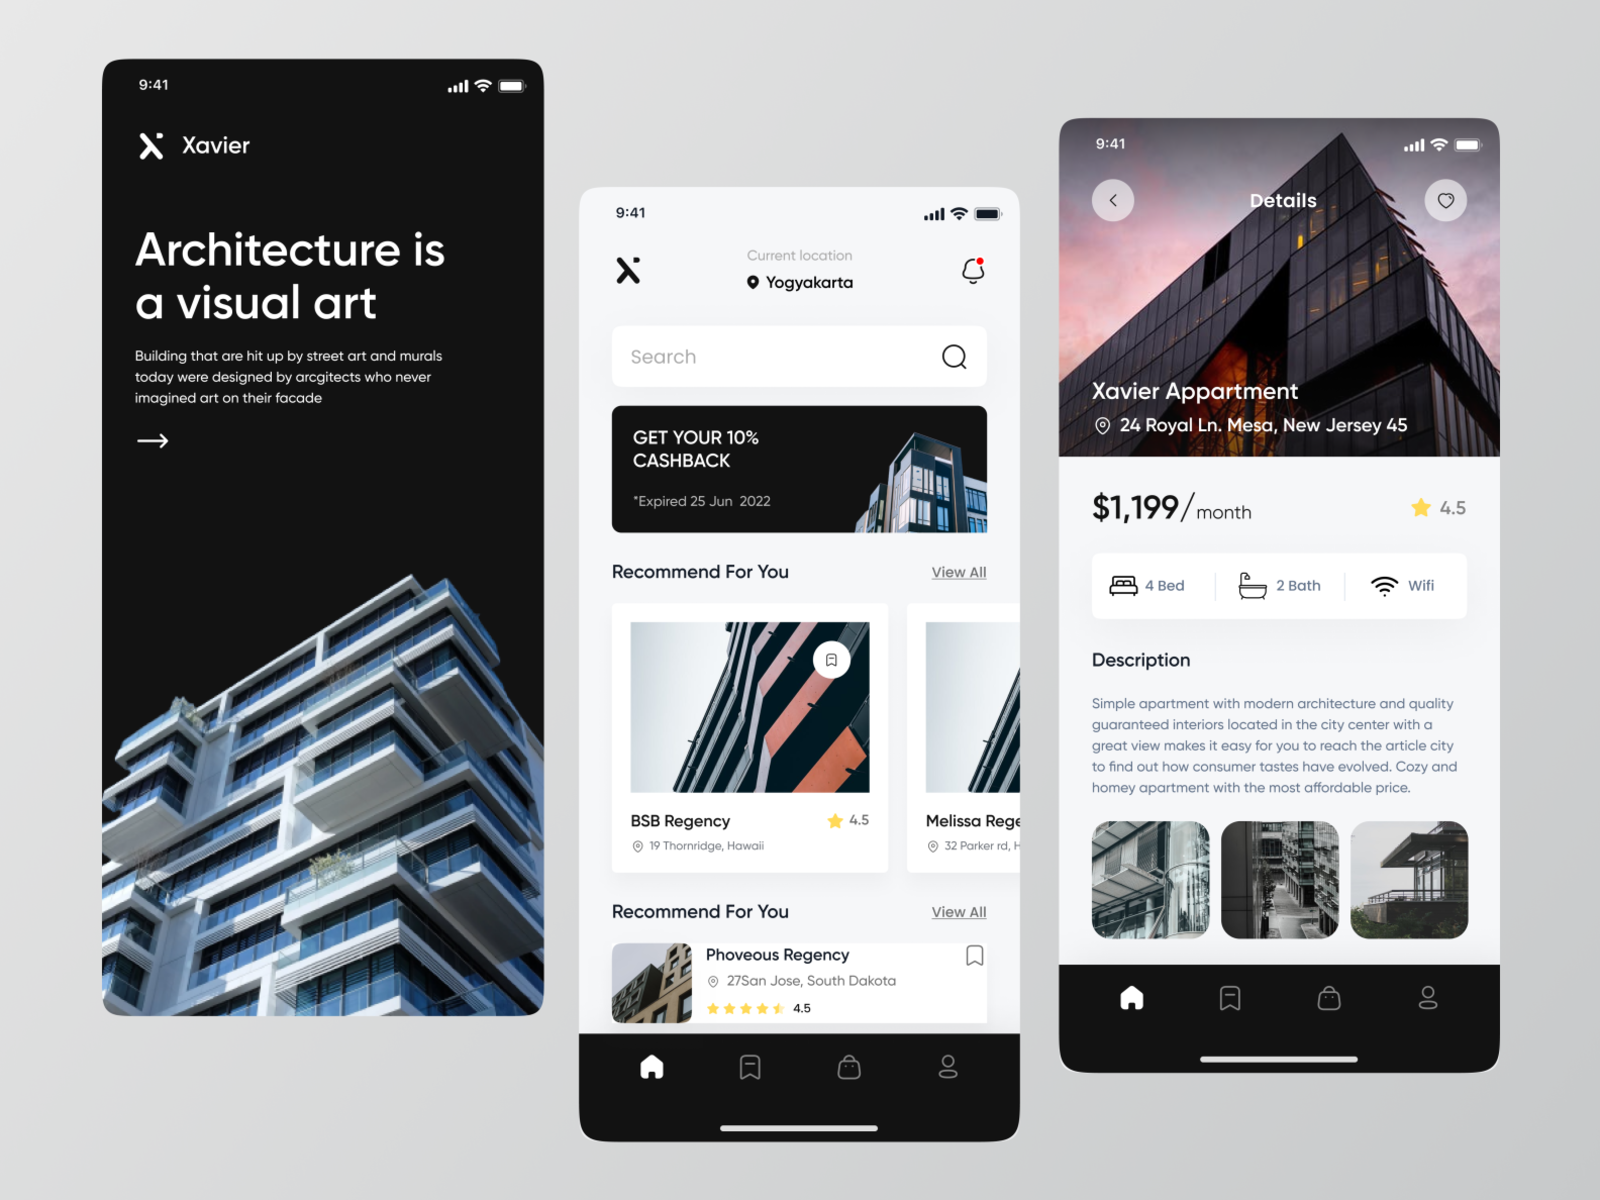 9:41
Xavier
Architecture is
a visual art
Building that are hit up by street art and murals
today were designed by arcgitects who never
imagined art on their facade
9:41
Current location
Yogyakarta
Search
GET YOUR 10%
CASHBACK
*Expired 25 Jun 2022
Recommend For You
View All
BSB Regency
4.5
19 Thornridge, Hawaii
Melissa Rege
32 Parker rd, H
Recommend For You
View All
Phoveous Regency
27San Jose, South Dakota
4.5
9:41
Details
Xavier Appartment
24 Royal Ln. Mesa, New Jersey 45
$1,199/month
4.5
4 Bed
2 Bath
Wifi
Description
Simple apartment with modern architecture and quality
guaranteed interiors located in the city center with a
great view makes it easy for you to reach the article city
to find out how consumer tastes have evolved. Cozy and
homey apartment with the most affordable price.